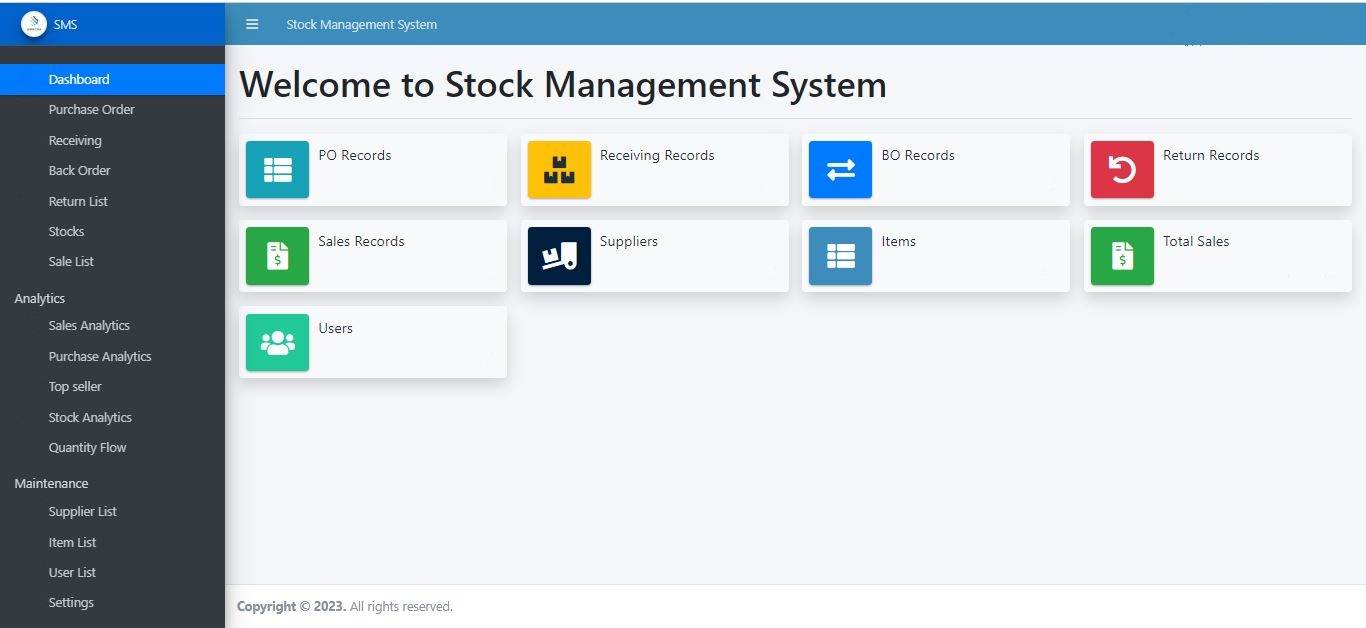 SMS
Stock Management System
Dashboard
Purchase Order
Receiving
Back Order
Return List
Stocks
Sale List
Analytics
Sales Analytics
Purchase Analytics
Top seller
Stock Analytics
Quantity Flow
Maintenance
Supplier List
Item List
User List
Settings
Welcome to Stock Management System
PO Records
Receiving Records
BO Records
Return Records
Sales Records
Suppliers
Items
Total Sales
Users
Copyright © 2023. All rights reserved.